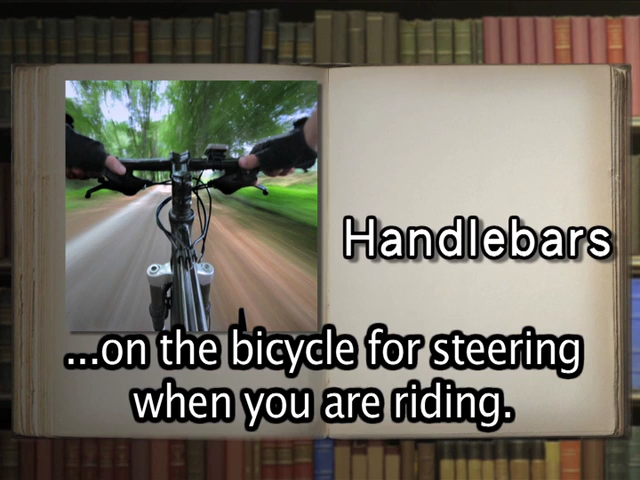 Handlebars
...on the bicycle for steering
when you are riding.